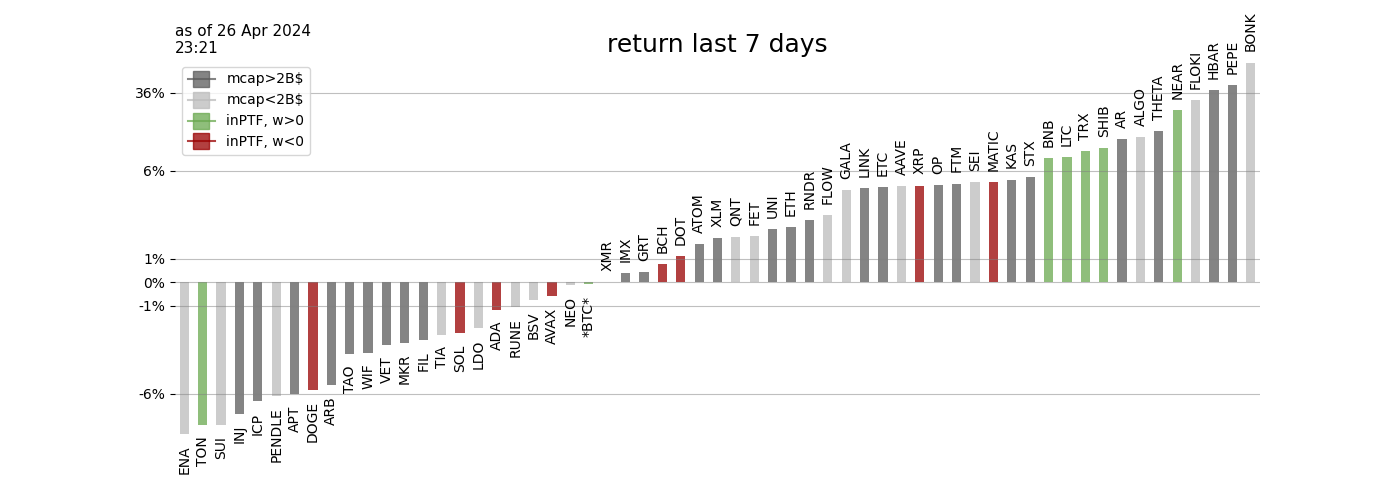 as of 26 Apr 2024
23:21
return last 7 days
mcap>2B$
mcap<2B$
inPTF, w>0
inPTF, w<0
36%
6%
1%
0%
-1%
-6%
ENA
TON
SUI
INJ
ICP
PENDLE
APT
DOGE
ARB
TAO
WIF
VET
MKR
FIL
TIA
SOL
LDO
ADA
RUNE
BSV
AVAX
NEO
*BTC*
XMR
IMX
GRT
BCH
DOT
ATOM
XLM
QNT
FET
UNI
ETH
RNDR
FLOW
GALA
LINK
ETC
AAVE
XRP
OP
FTM
SEI
MATIC
KAS
STX
BNB
LTC
TRX
SHIB
AR
ALGO
THETA
NEAR
FLOKI
HBAR
PEPE
BONK